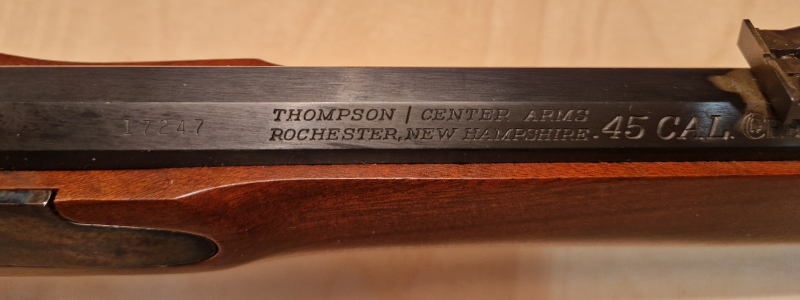 17247
THOMPSON | CENTER ARMS
ROCHESTER, NEW HAMPSHIRE.
.45 CAL.